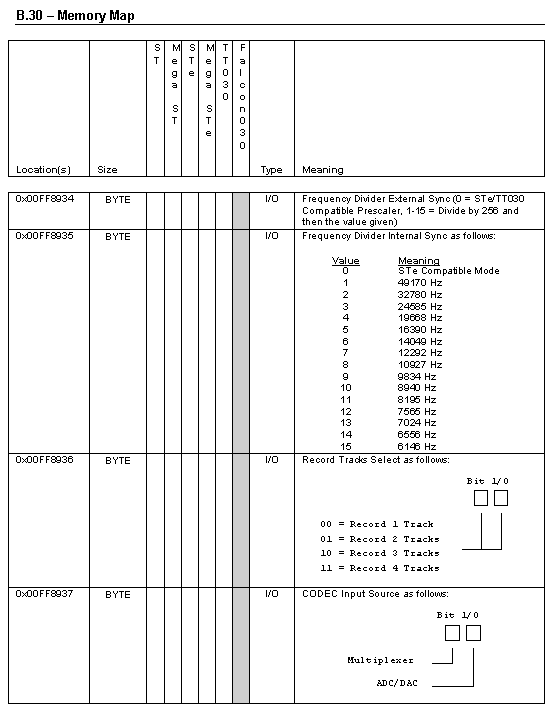 B.30 – Memory Map
Location(s) Size ST Mega ST STe Mega STe TT030 Falcon030 Type Meaning
0x00FF8934 BYTE I/O Frequency Divider External Sync (0 = STe/TT030
Compatible Prescaler, 1-15 = Divide by 256 and
then the value given)
0x00FF8935 BYTE I/O Frequency Divider Internal Sync as follows:
Value Meaning
0 STe Compatible Mode
1 49170 Hz
2 32780 Hz
3 24585 Hz
4 19668 Hz
5 16390 Hz
6 14049 Hz
7 12292 Hz
8 10927 Hz
9 9834 Hz
10 8940 Hz
11 8195 Hz
12 7565 Hz
13 7024 Hz
14 6556 Hz
15 6146 Hz
0x00FF8936 BYTE I/O Record Tracks Select as follows:
Bit 1/0
00 = Record 1 Track
01 = Record 2 Tracks
10 = Record 3 Tracks
11 = Record 4 Tracks
0x00FF8937 BYTE I/O CODEC Input Source as follows:
Bit 1/0
Multiplexer
ADC/DAC